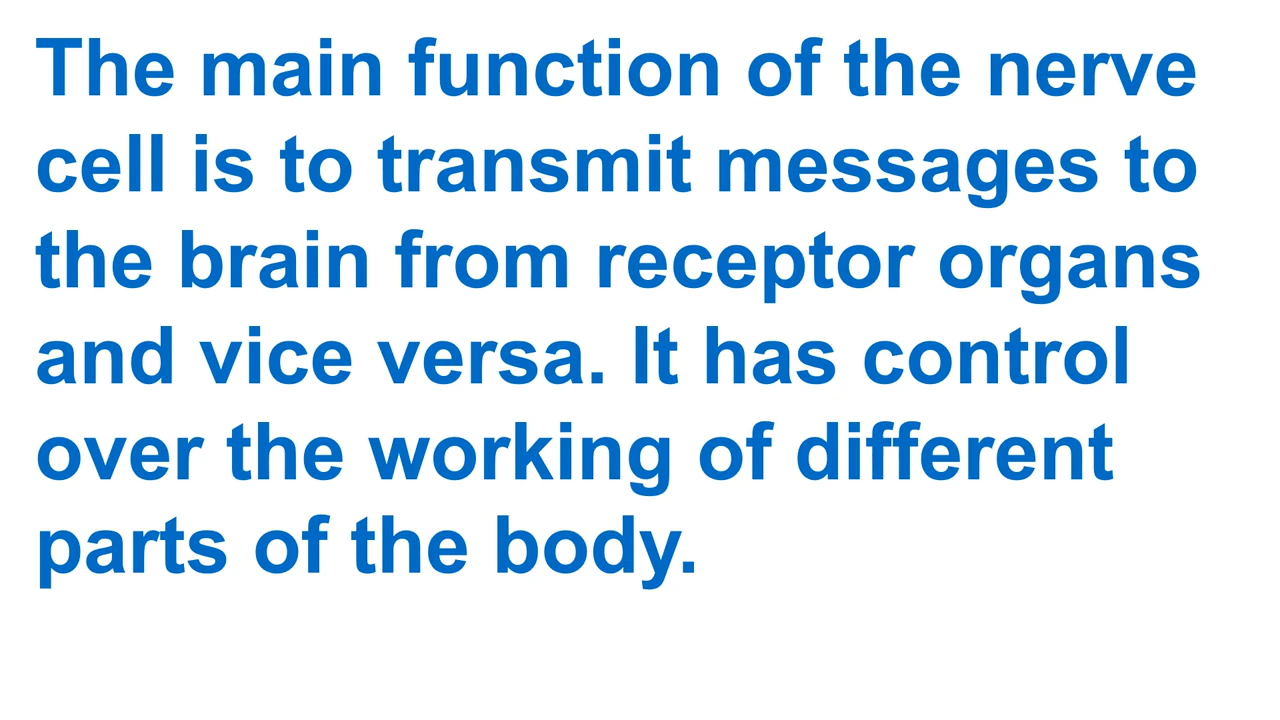 The main function of the nerve
cell is to transmit messages to
the brain from receptor organs
and vice versa. It has control
over the working of different
parts of the body.